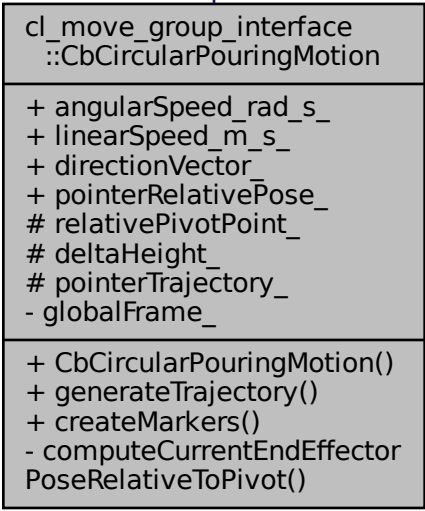 cl_move_group_interface
::CbCircularPouringMotion
+ angularSpeed_rad_s_
+ linearSpeed_m_s_
+ directionVector_
+ pointerRelativePose_
# relativePivotPoint_
# deltaHeight_
# pointerTrajectory_
- globalFrame_
+ CbCircularPouringMotion()
+ generateTrajectory()
+ createMarkers()
- computeCurrentEndEffector
PoseRelativeToPivot()